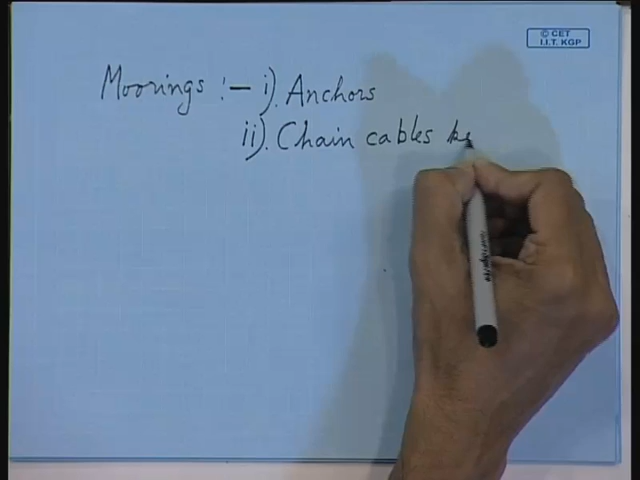 © CET
I.I.T. KGP
Moorings :- i). Anchors
ii). Chain cables